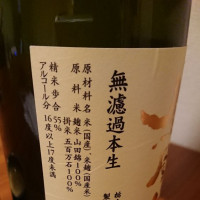 無濾過本生
原材料名 米(国産)、米麹(国産米)
原料米 麹米 山田錦100%
掛米 五百万石100%
精米歩合 55%
アルコール分 16度以上17度未満